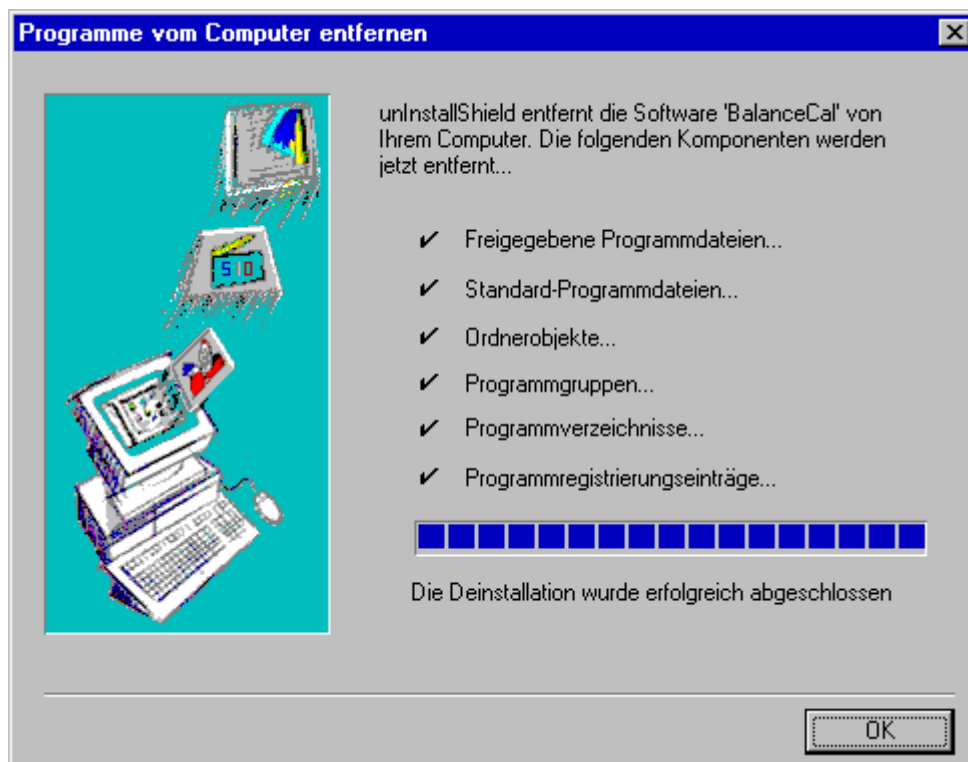 Programme vom Computer entfernen
unInstallShield entfernt die Software 'BalanceCal' von
Ihrem Computer. Die folgenden Komponenten werden
jetzt entfernt...
✔ Freigegebene Programmdateien...
✔ Standard-Programmdateien...
✔ Ordnerobjekte...
✔ Programmgruppen...
✔ Programmverzeichnisse...
✔ Programmregistrierungseinträge...
Die Deinstallation wurde erfolgreich abgeschlossen
OK